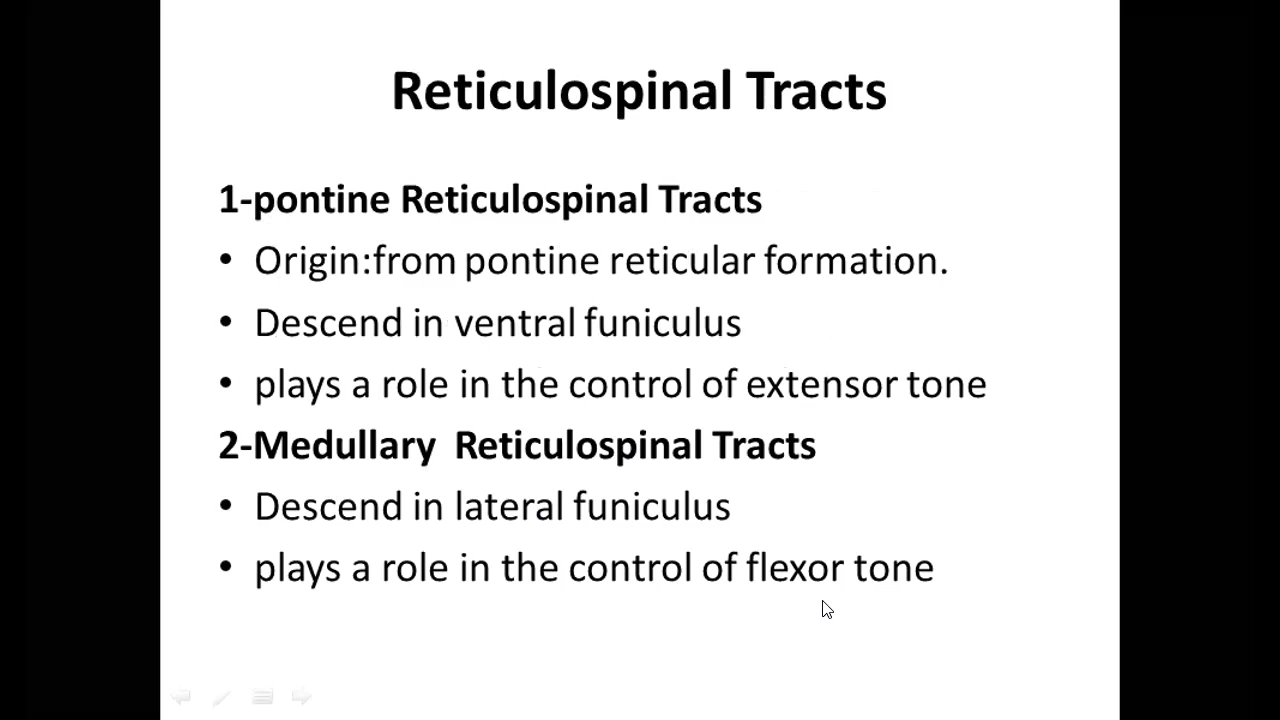 Reticulospinal Tracts
1-pontine Reticulospinal Tracts
• Origin:from pontine reticular formation.
• Descend in ventral funiculus
• plays a role in the control of extensor tone
2-Medullary Reticulospinal Tracts
• Descend in lateral funiculus
• plays a role in the control of flexor tone